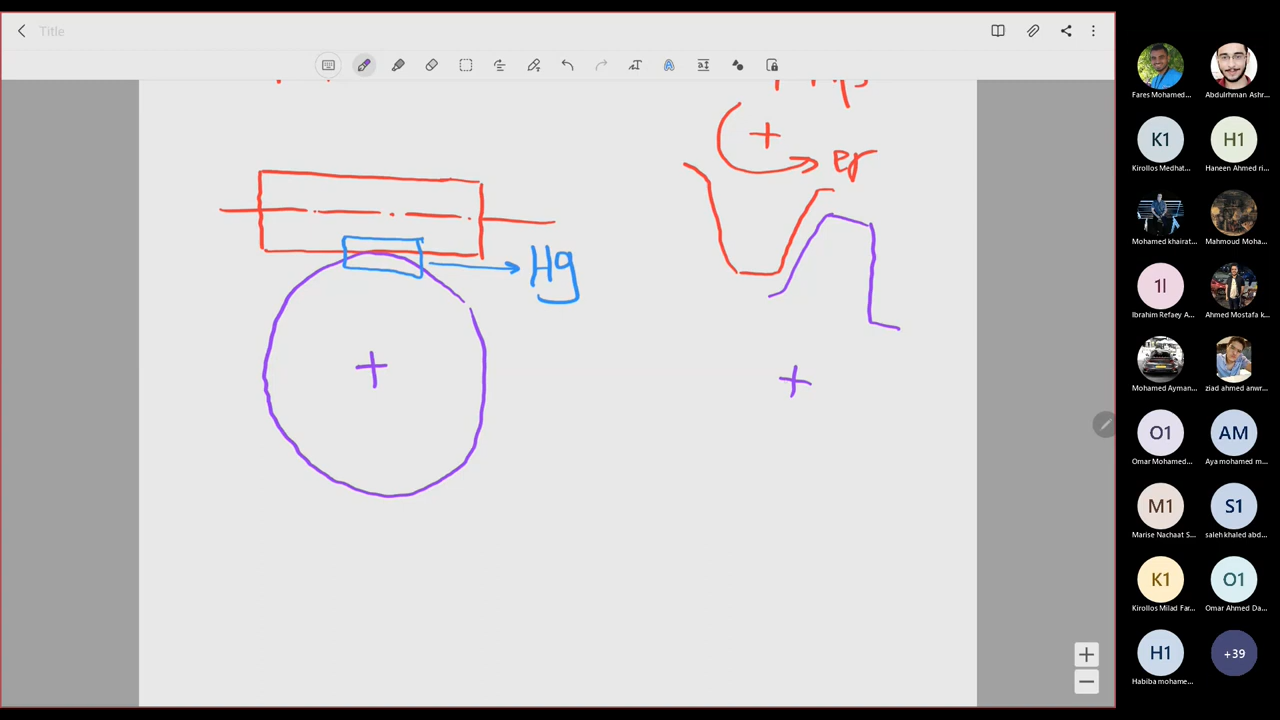 Title
er
Hg
Fares Mohamed...
Abdulrhman Ashr...
K1
H1
Kirollos Medhat...
Haneen Ahmed ri...
Mohamed khairat...
Mahmoud Moha...
1I
Ibrahim Refaey A...
Ahmed Mostafa k...
Mohamed Ayman...
ziad ahmed anwr...
O1
AM
Omar Mohamed...
Aya mohamed m...
M1
S1
Marise Nachaat S...
saleh khaled abd...
K1
O1
Kirollos Milad Far...
Omar Ahmed Da...
H1
+39
Habiba mohame...